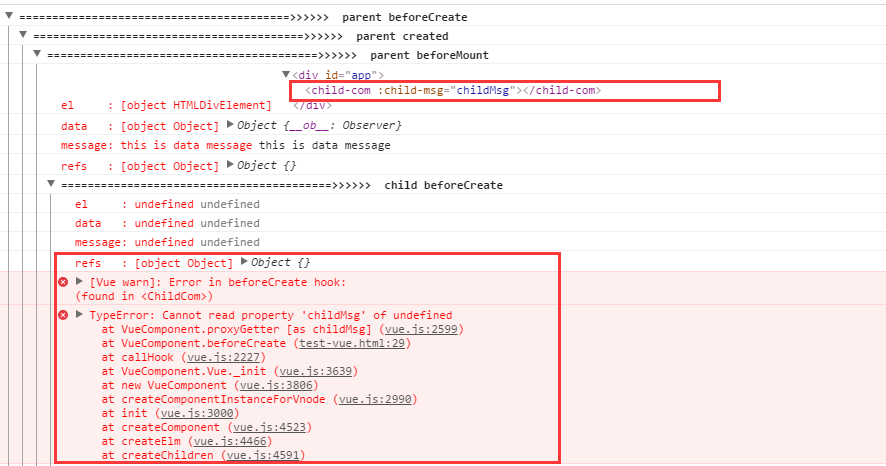 =========================================>>>>>>  parent beforeCreate
=========================================>>>>>>  parent created
=========================================>>>>>>  parent beforeMount
<div id="app">
<child-com :child-msg="childMsg"></child-com>
el     : [object HTMLDivElement]   </div>
data   : [object Object] Object {__ob__: Observer}
message: this is data message this is data message
refs   : [object Object] Object {}
=========================================>>>>>>  child beforeCreate
el     : undefined undefined
data   : undefined undefined
message: undefined undefined
refs   : [object Object] Object {}
[Vue warn]: Error in beforeCreate hook:
(found in <ChildCom>)
TypeError: Cannot read property 'childMsg' of undefined
at VueComponent.proxyGetter [as childMsg] (vue.js:2599)
at VueComponent.beforeCreate (test-vue.html:29)
at callHook (vue.js:2227)
at VueComponent.Vue._init (vue.js:3639)
at new VueComponent (vue.js:3806)
at createComponentInstanceForVnode (vue.js:2990)
at init (vue.js:3000)
at createComponent (vue.js:4523)
at createElm (vue.js:4466)
at createChildren (vue.js:4591)